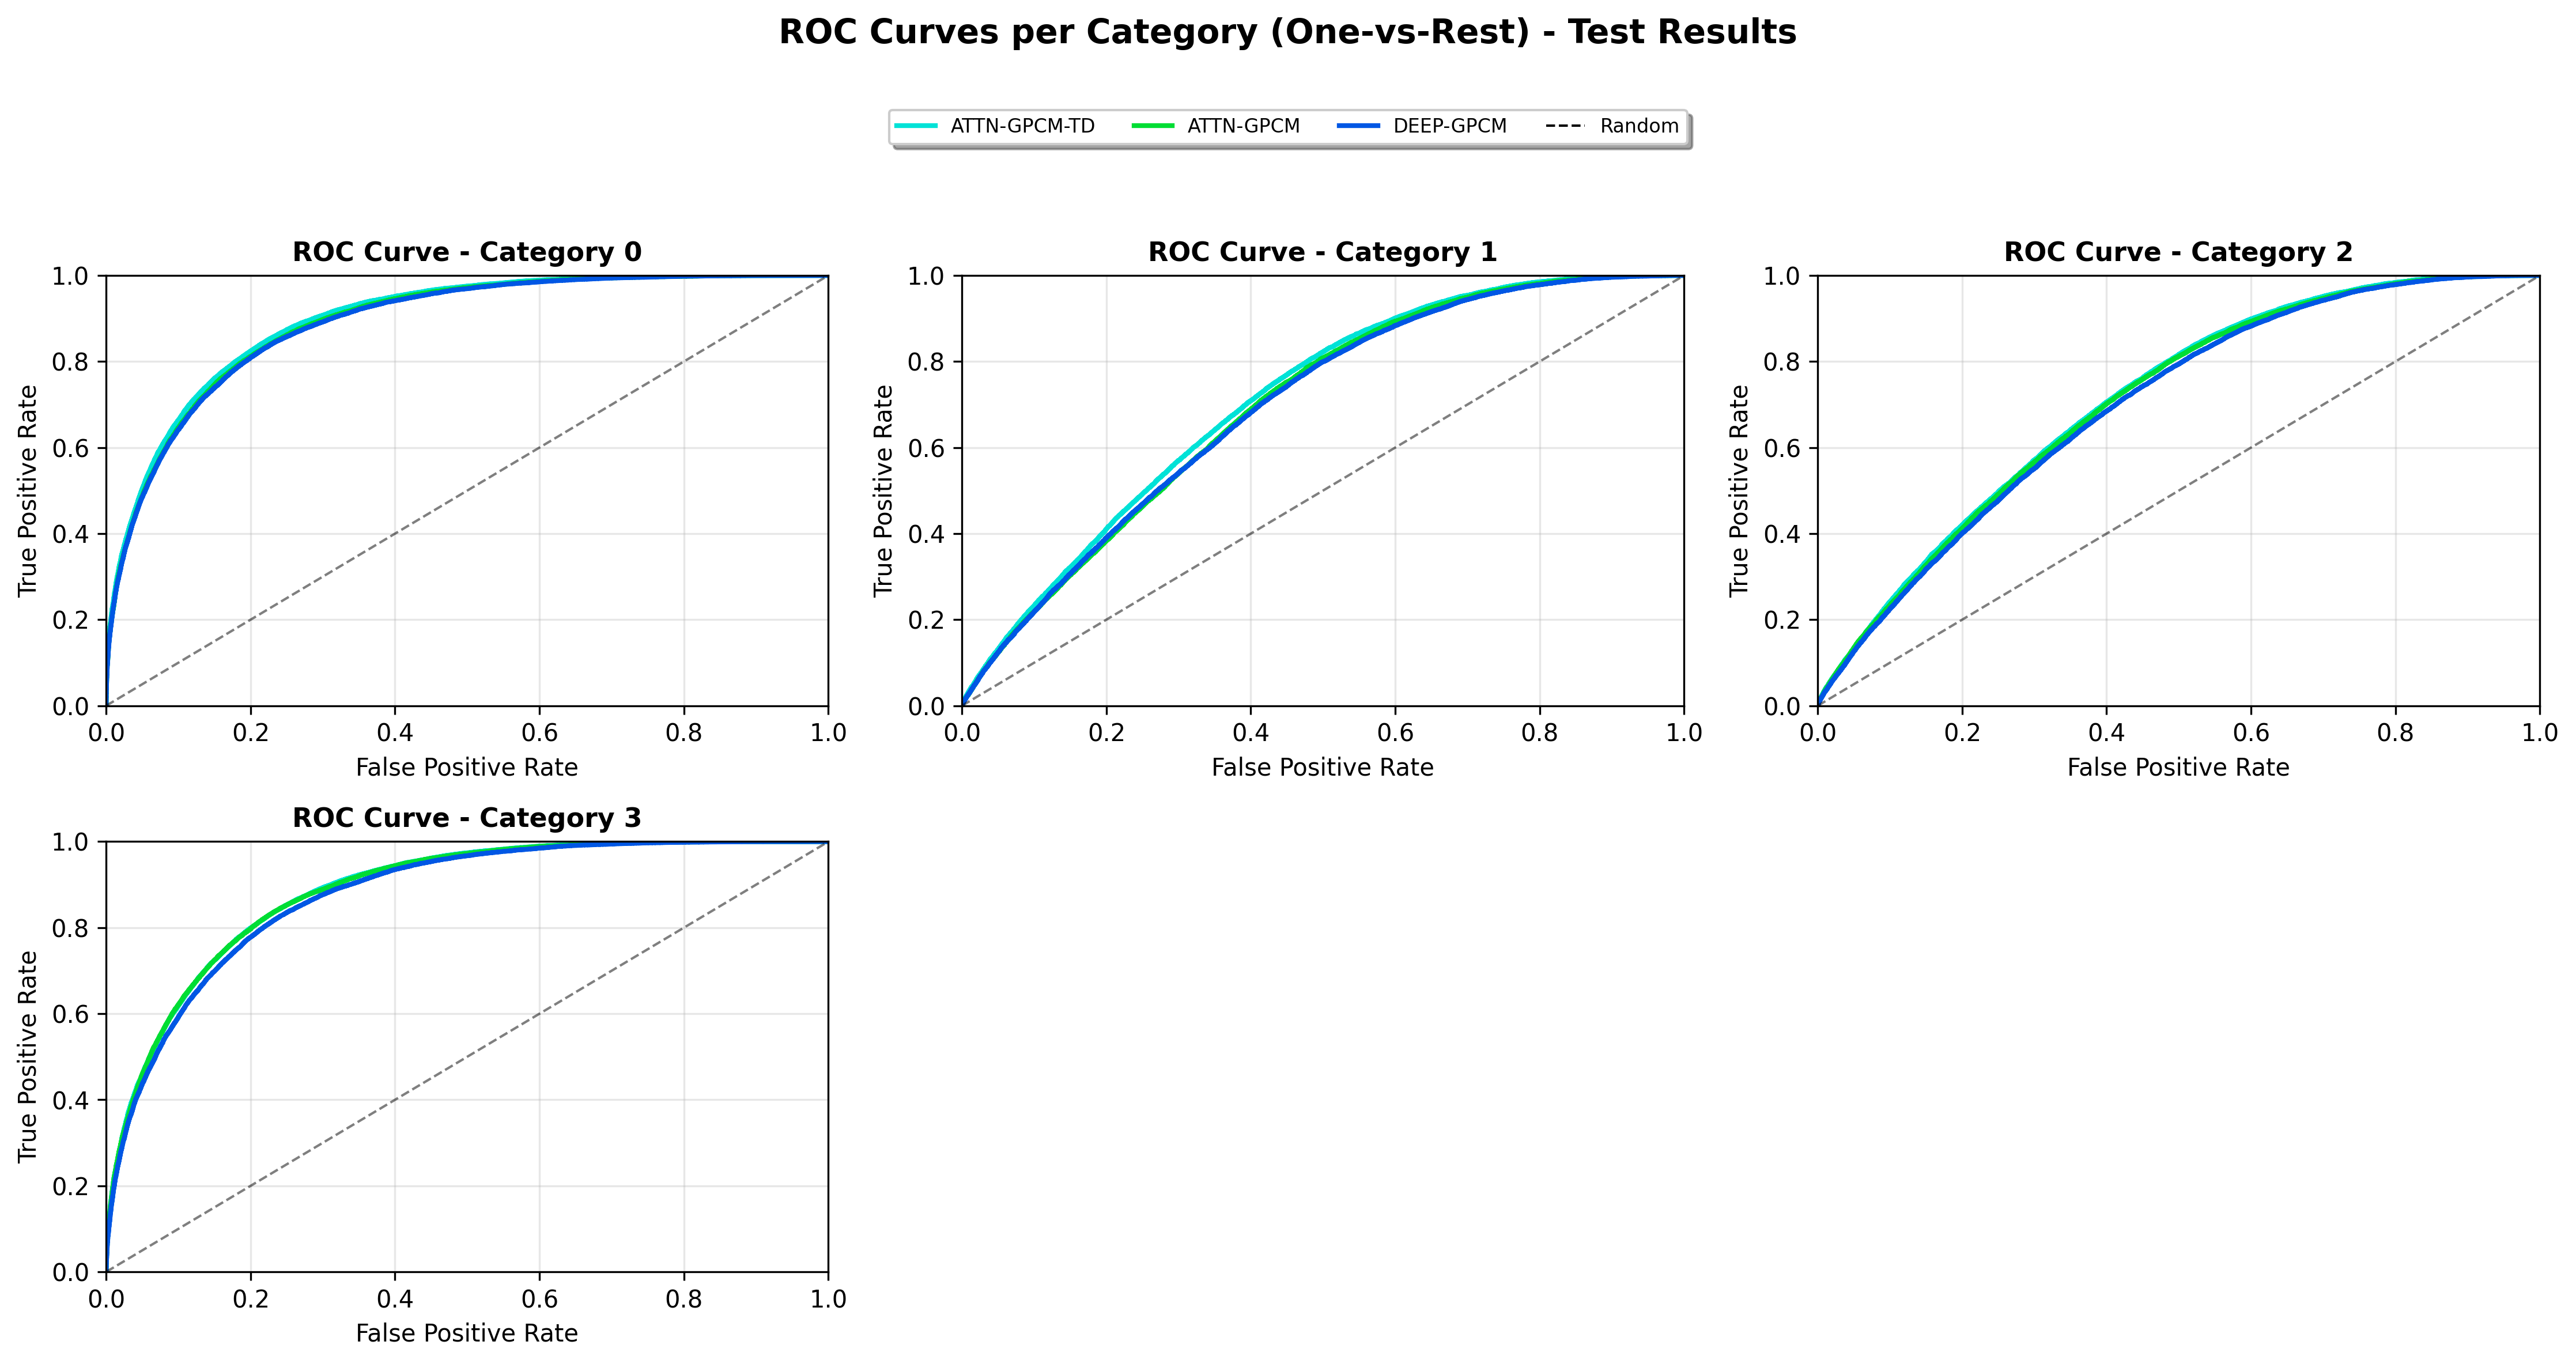 ROC Curves per Category (One-vs-Rest) - Test Results
ATTN-GPCM-TD ATTN-GPCM DEEP-GPCM Random
ROC Curve - Category 0
1.0
0.8
0.6
0.4
0.2
0.0
True Positive Rate
0.0 0.2 0.4 0.6 0.8 1.0
False Positive Rate
ROC Curve - Category 1
1.0
0.8
0.6
0.4
0.2
0.0
True Positive Rate
0.0 0.2 0.4 0.6 0.8 1.0
False Positive Rate
ROC Curve - Category 2
1.0
0.8
0.6
0.4
0.2
0.0
True Positive Rate
0.0 0.2 0.4 0.6 0.8 1.0
False Positive Rate
ROC Curve - Category 3
1.0
0.8
0.6
0.4
0.2
0.0
True Positive Rate
0.0 0.2 0.4 0.6 0.8 1.0
False Positive Rate